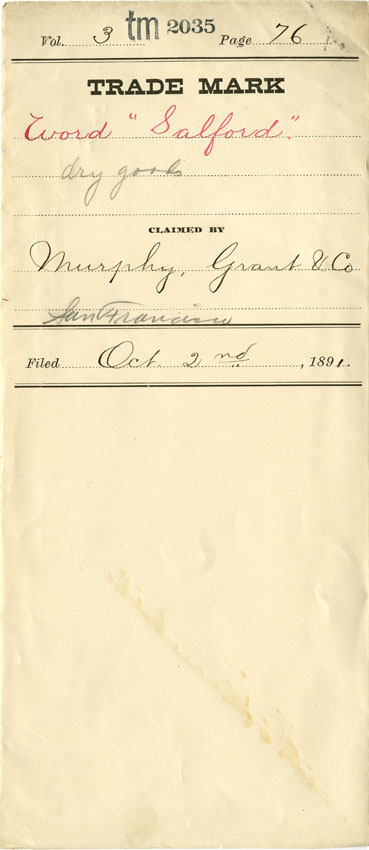 Vol. 3 tm 2035 Page 76
TRADE MARK
Word "Salford".
dry goods
CLAIMED BY
Murphy, Grant & Co
San Francisco
Filed Oct. 2nd, 1891.